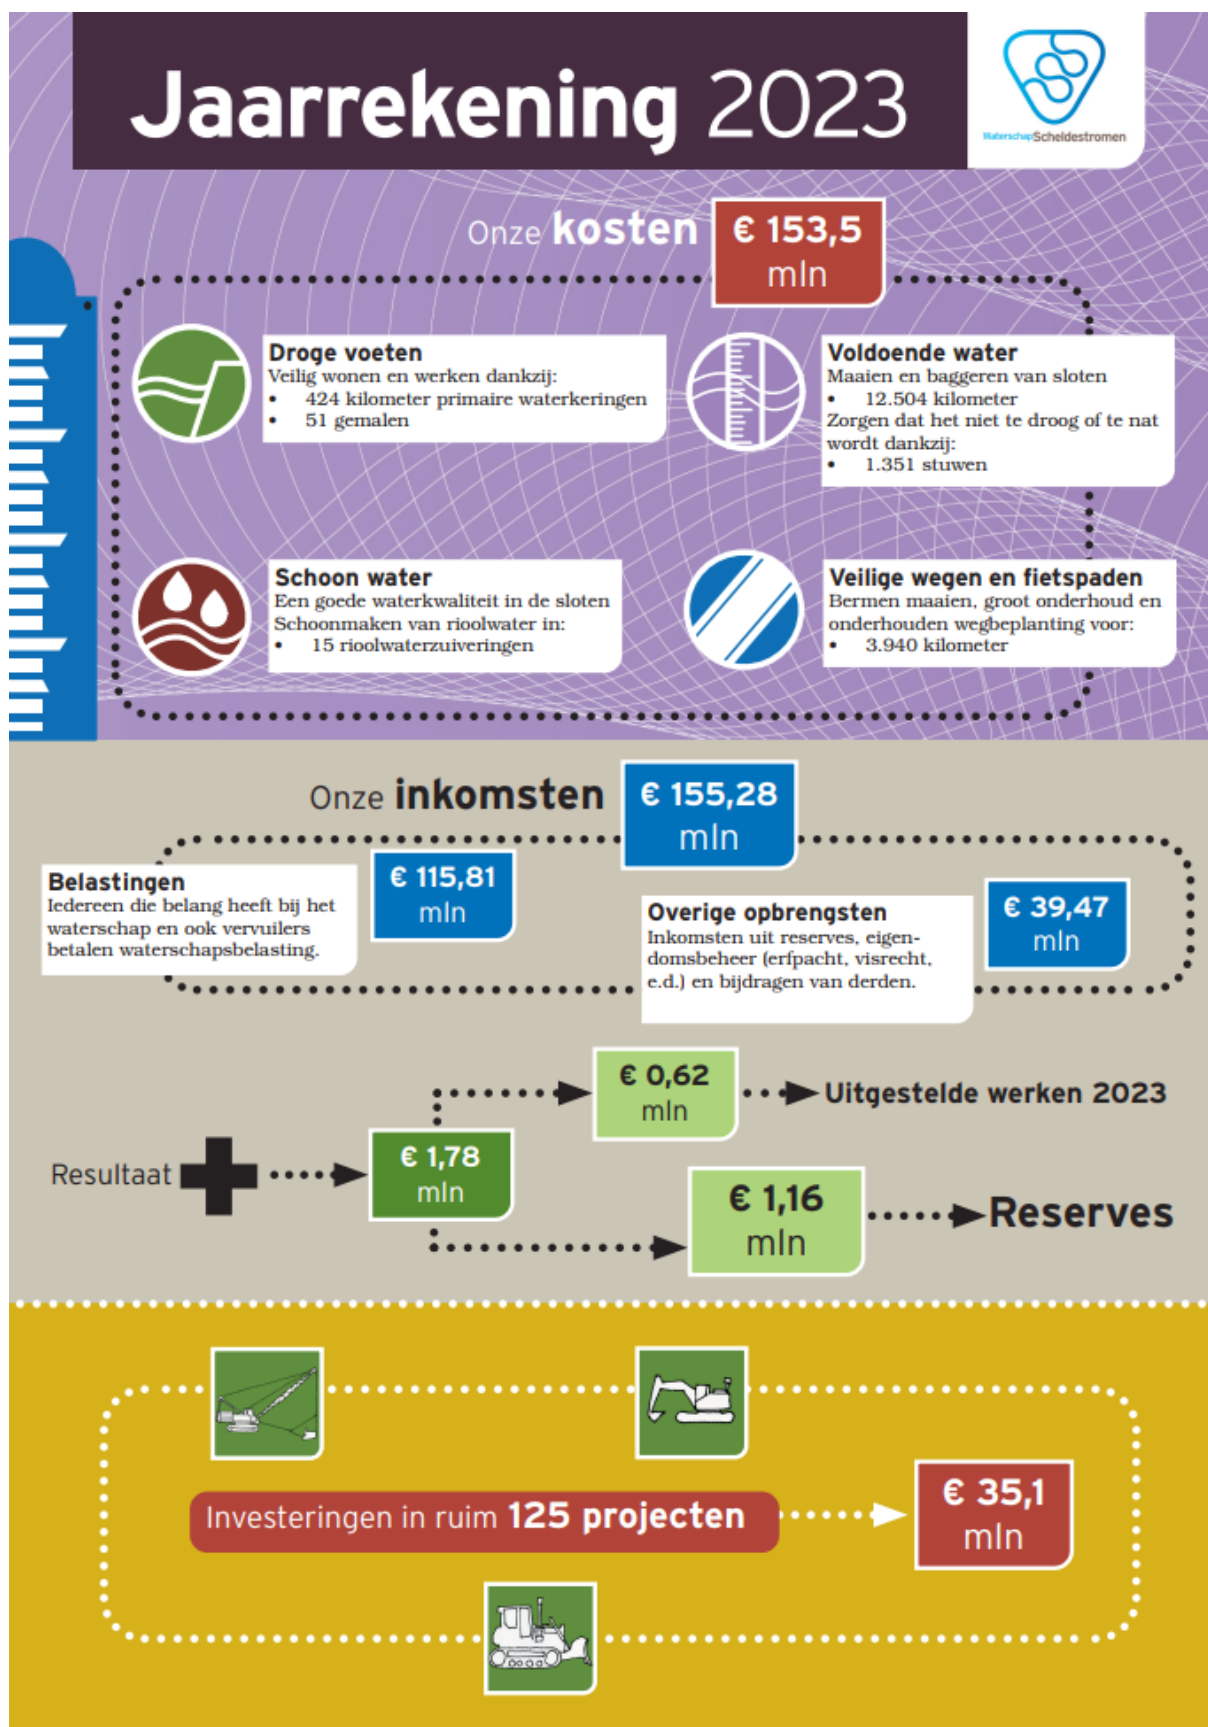 Jaarrekening 2023
WaterschapScheldestromen
Onze kosten
€ 153,5
mln
Droge voeten
Veilig wonen en werken dankzij:
• 424 kilometer primaire waterkeringen
• 51 gemalen
Voldoende water
Maaien en baggeren van sloten
• 12.504 kilometer
Zorgen dat het niet te droog of te nat
wordt dankzij:
• 1.351 stuwen
Schoon water
Een goede waterkwaliteit in de sloten
Schoonmaken van rioolwater in:
• 15 rioolwaterzuiveringen
Veilige wegen en fietspaden
Bermen maaien, groot onderhoud en
onderhouden wegbeplanting voor:
• 3.940 kilometer
Onze inkomsten
€ 155,28
mln
Belastingen
Iedereen die belang heeft bij het
waterschap en ook vervuilers
betalen waterschapsbelasting.
€ 115,81
mln
Overige opbrengsten
Inkomsten uit reserves, eigen-
domsbeheer (erfpacht, visrecht,
e.d.) en bijdragen van derden.
€ 39,47
mln
€ 0,62
mln
Uitgestelde werken 2023
Resultaat
€ 1,78
mln
€ 1,16
mln
Reserves
Investeringen in ruim 125 projecten
€ 35,1
mln